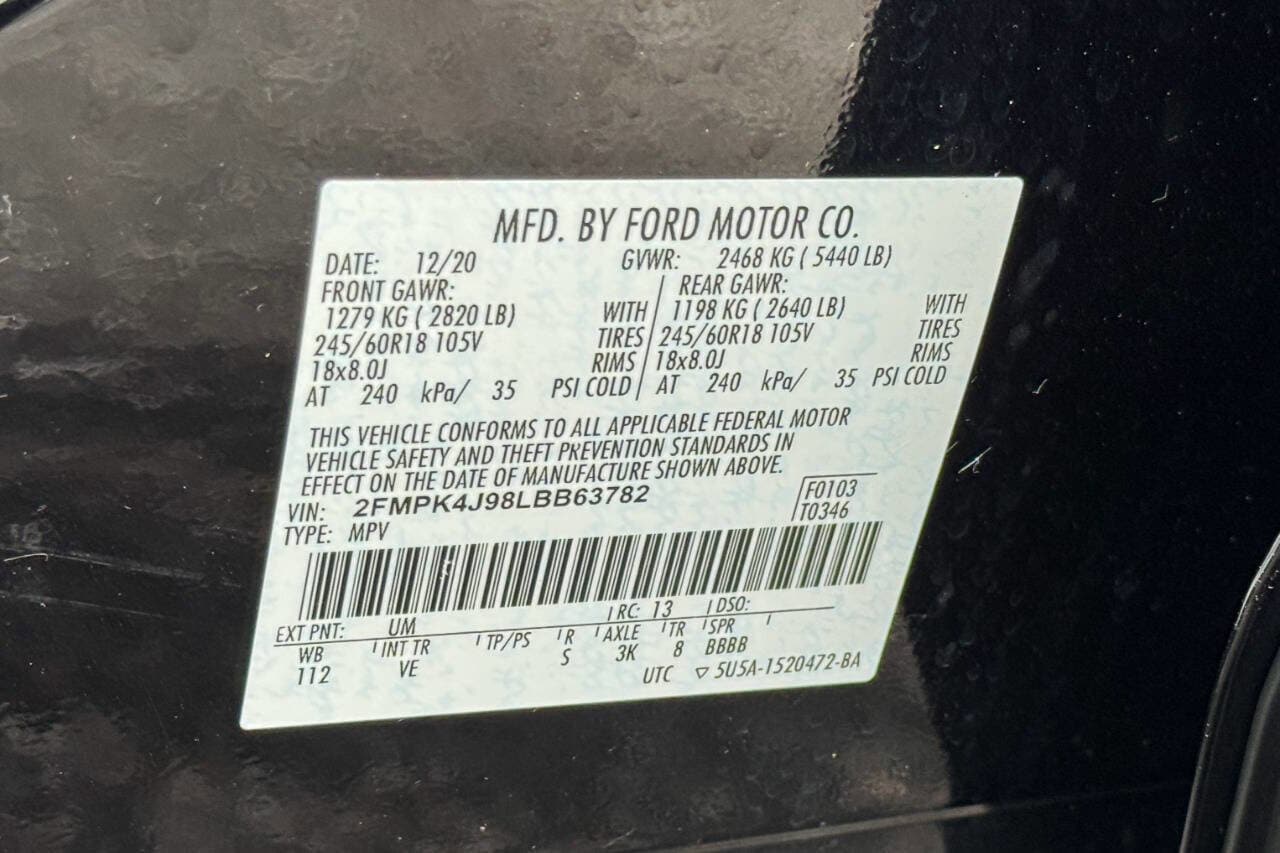 MFD. BY FORD MOTOR CO.
DATE: 12/20 GVWR: 2468 KG ( 5440 LB)
FRONT GAWR: REAR GAWR:
1279 KG ( 2820 LB) WITH 1198 KG ( 2640 LB) WITH
245/60R18 105V TIRES 245/60R18 105V TIRES
18x8.0J RIMS 18x8.0J RIMS
AT 240 kPa/ 35 PSI COLD AT 240 kPa/ 35 PSI COLD
THIS VEHICLE CONFORMS TO ALL APPLICABLE FEDERAL MOTOR
VEHICLE SAFETY AND THEFT PREVENTION STANDARDS IN
EFFECT ON THE DATE OF MANUFACTURE SHOWN ABOVE.
VIN: 2FMPK4J98LBB63782 F0103
TYPE: MPV T0346
EXT PNT: UM RC: 13 DSO:
WB INT TR TP/PS R AXLE TR SPR
112 VE S 3K 8 BBBB
UTC ▽ 5U5A-1520472-BA